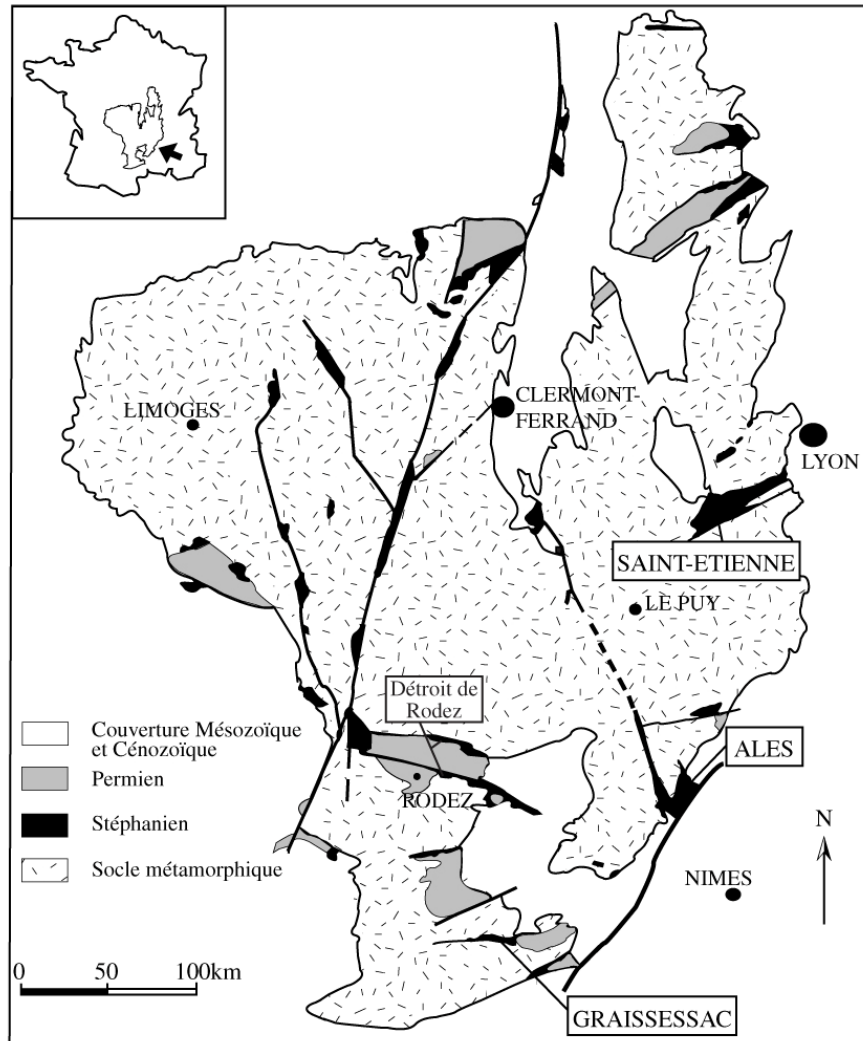 LIMOGES
CLERMONT-
FERRAND
LYON
SAINT-ETIENNE
LE PUY
Détroit de
Rodez
ALES
RODEZ
NIMES
N
GRAISSESSAC
Couverture Mésozoïque
et Cénozoïque
Permien
Stéphanien
Socle métamorphique
0 50 100km